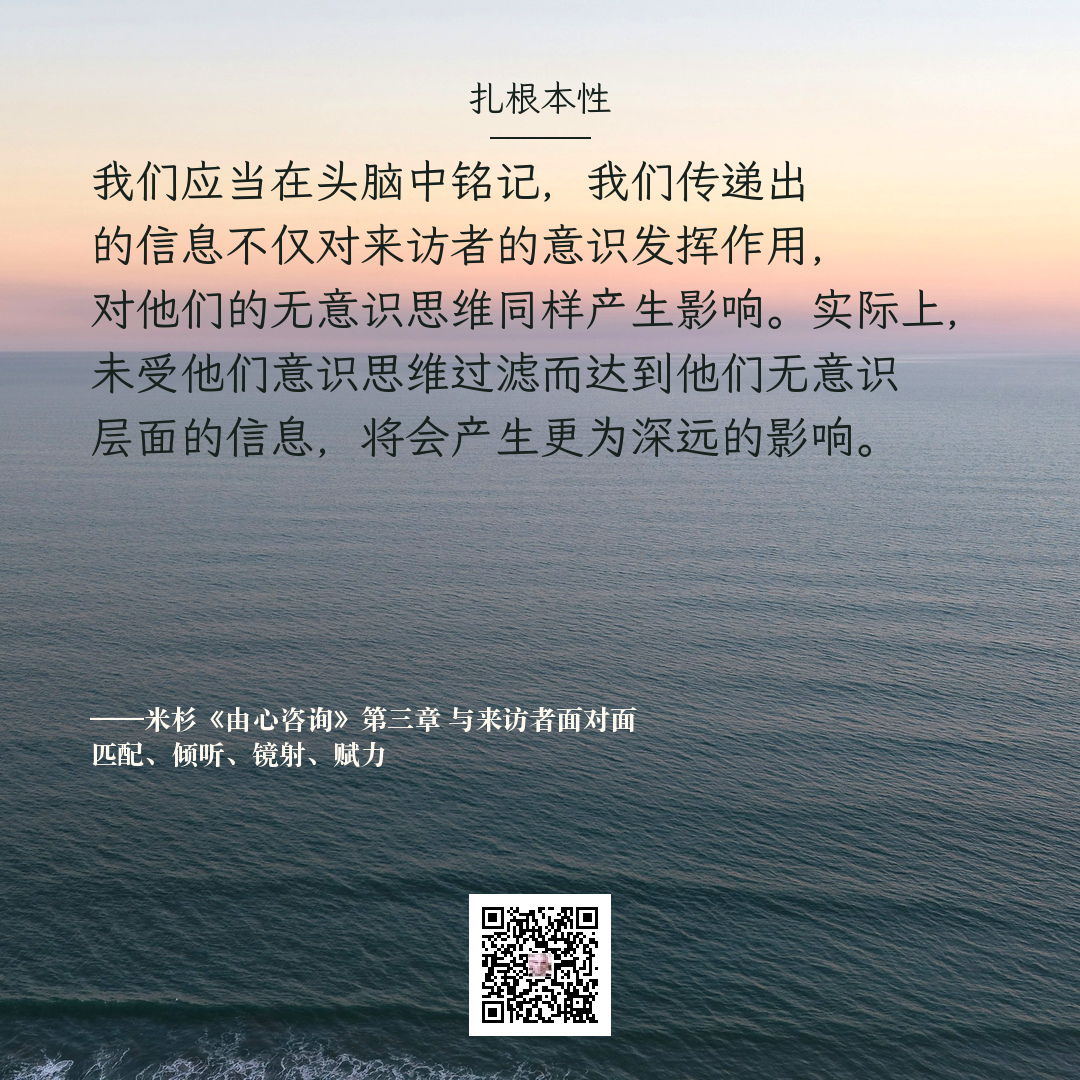 扎根本性
我们应当在头脑中铭记，我们传递出
的信息不仅对来访者的意识发挥作用，
对他们的无意识思维同样产生影响。实际上，
未受他们意识思维过滤而达到他们无意识
层面的信息，将会产生更为深远的影响。
——米杉《由心咨询》第三章 与来访者面对面
匹配、倾听、镜射、赋力